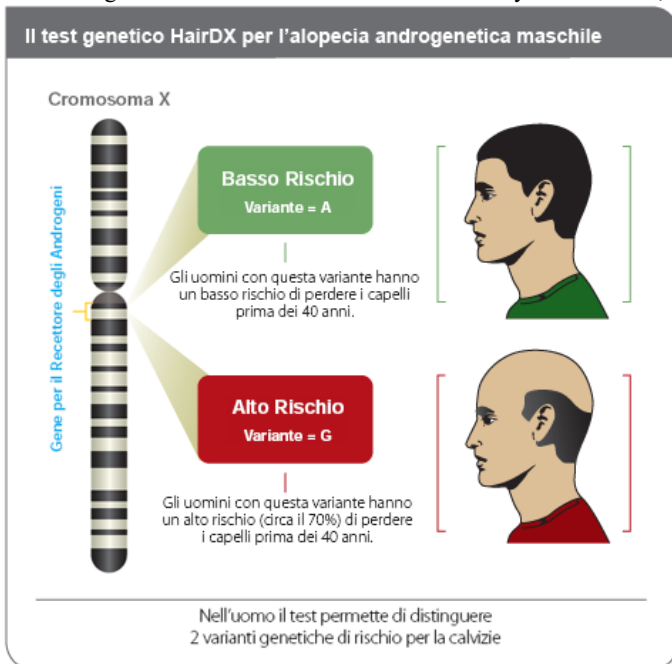 Il test genetico HairDX per l'alopecia androgenetica maschile
Cromosoma X
Gene per il Recettore degli Androgeni
Basso Rischio
Variante = A
Gli uomini con questa variante hanno
un basso rischio di perdere i capelli
prima dei 40 anni.
Alto Rischio
Variante = G
Gli uomini con questa variante hanno
un alto rischio (circa il 70%) di perdere
i capelli prima dei 40 anni.
Nell'uomo il test permette di distinguere
2 varianti genetiche di rischio per la calvizie